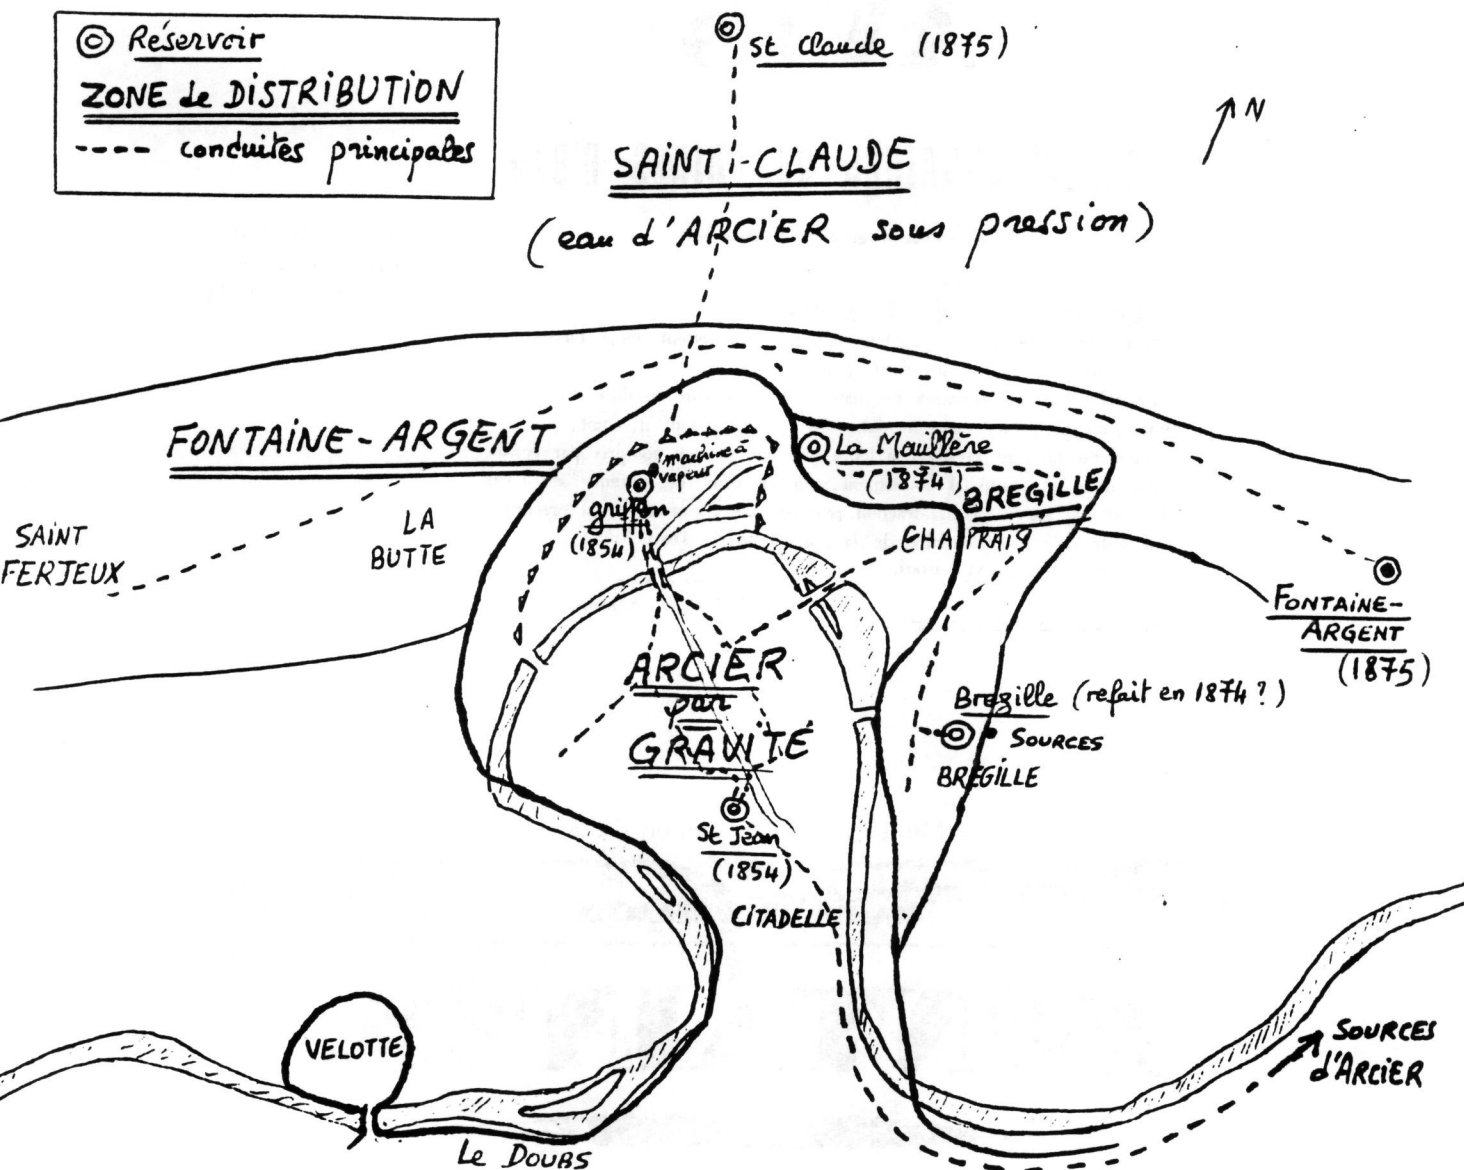 Réservoir
ZONE de DISTRIBUTION
conduites principales
St Claude (1875)
N
SAINT-CLAUDE
(eau d'ARCIER sous pression)
FONTAINE-ARGENT
machine à
vapeur
griffon
(1854)
La Mouillère
(1874)
BREGILLE
CHAPRAIS
SAINT
FERJEUX
LA
BUTTE
FONTAINE-
ARGENT
(1875)
ARCIER
par
GRAVITÉ
Bregille (refait en 1874?)
SOURCES
BREGILLE
St Jean
(1854)
CITADELLE
VELOTTE
SOURCES
d'ARCIER
Le DOUBS